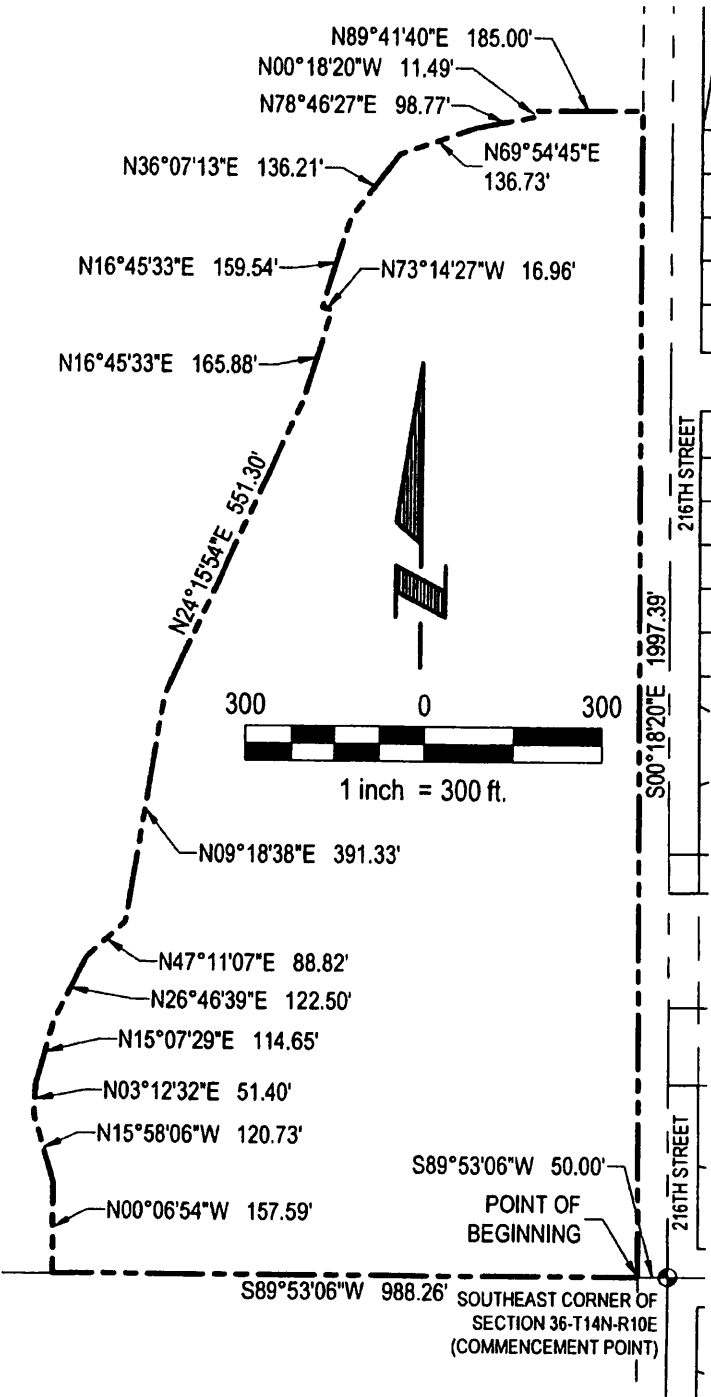 N89°41'40"E 185.00'
N00°18'20"W 11.49'
N78°46'27"E 98.77'
N69°54'45"E
136.73'
N36°07'13"E 136.21'
N16°45'33"E 159.54'
N73°14'27"W 16.96'
N16°45'33"E 165.88'
N24°15'54"E 551.30'
216TH STREET
S00°18'20"E 1997.39'
300 0 300
1 inch = 300 ft.
N09°18'38"E 391.33'
N47°11'07"E 88.82'
N26°46'39"E 122.50'
N15°07'29"E 114.65'
N03°12'32"E 51.40'
N15°58'06"W 120.73'
216TH STREET
S89°53'06"W 50.00'
N00°06'54"W 157.59'
POINT OF
BEGINNING
S89°53'06"W 988.26'
SOUTHEAST CORNER OF
SECTION 36-T14N-R10E
(COMMENCEMENT POINT)